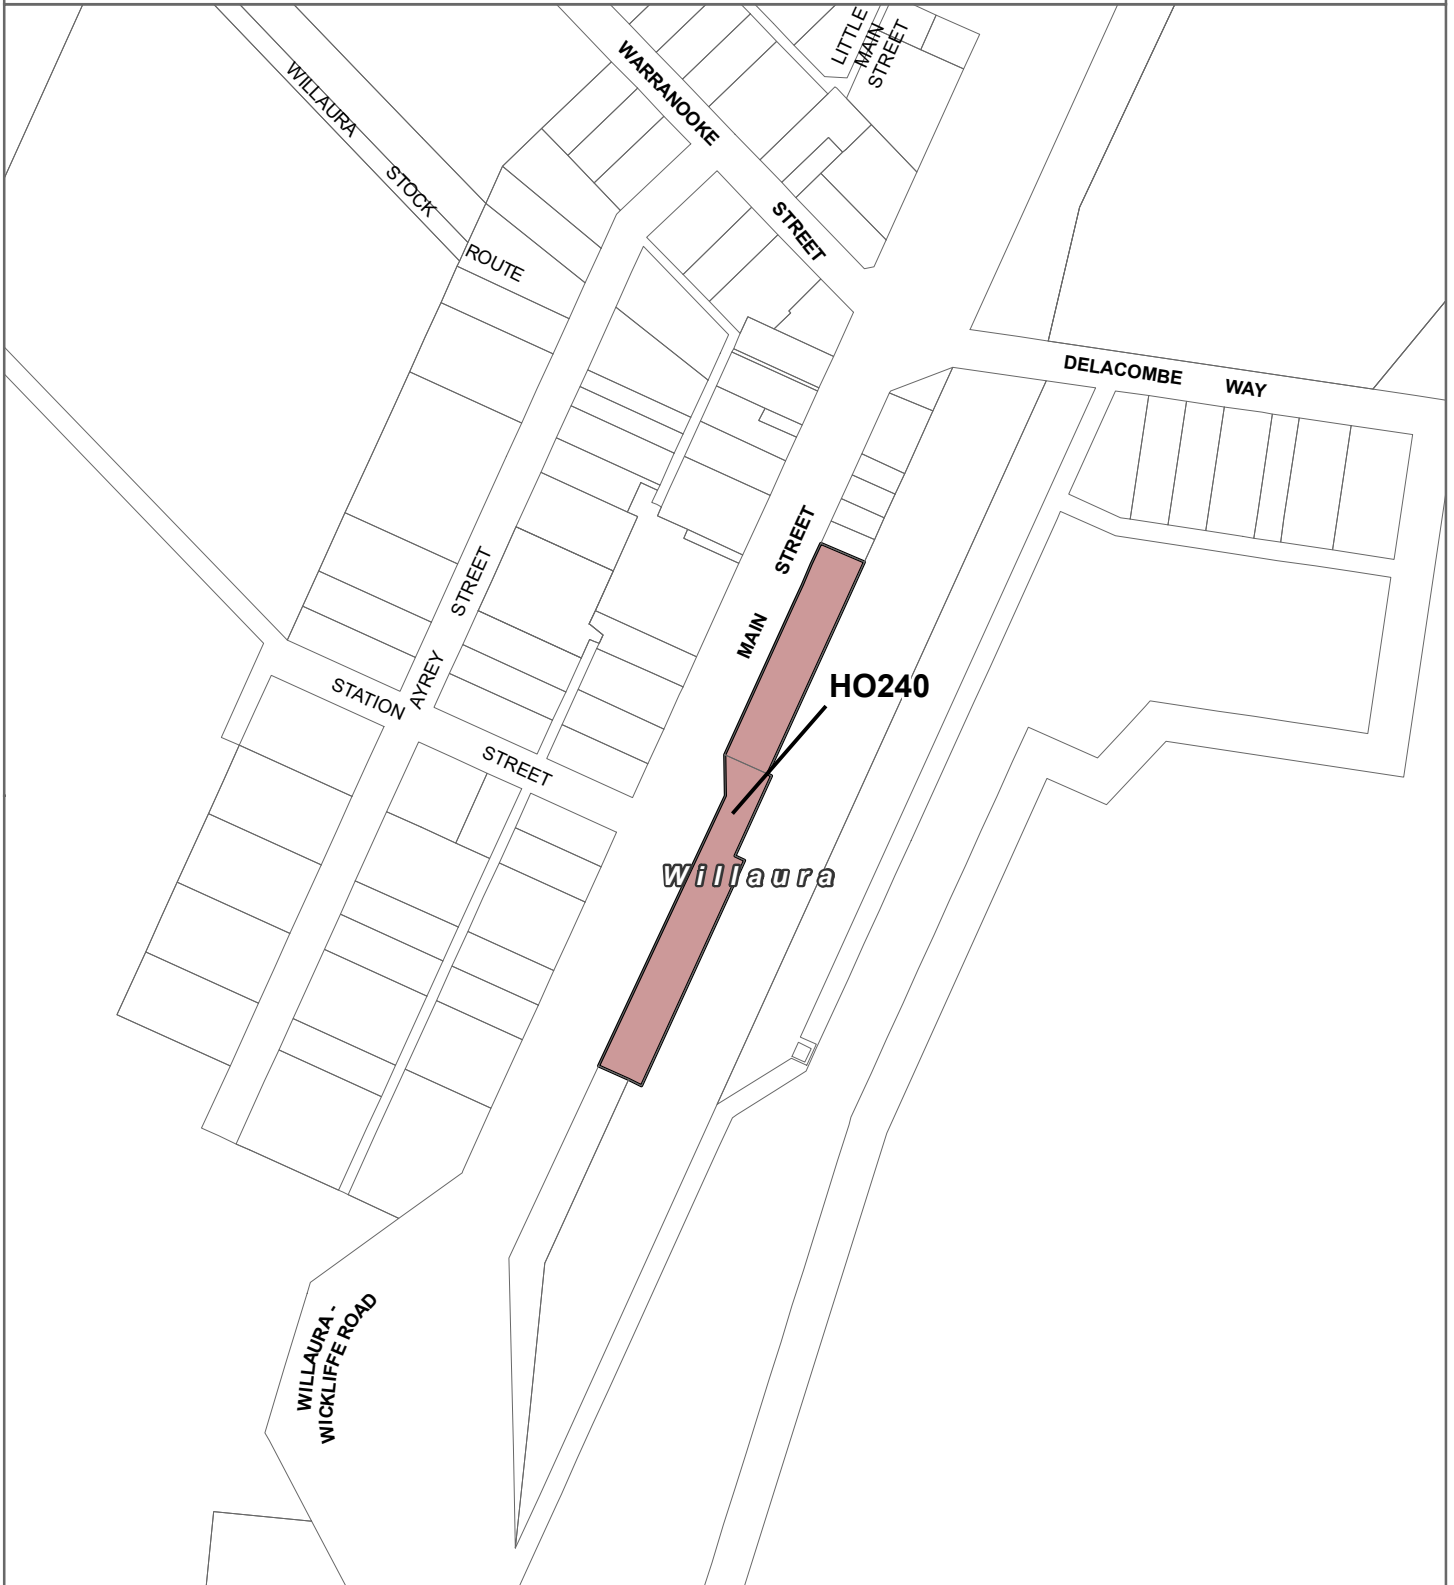 LITTLE
MAIN
STREET
WARRANOOKE
STREET
WILLAURA
STOCK
ROUTE
DELACOMBE WAY
MAIN STREET
AYREY STREET
HO240
STATION
STREET
Willaura
WILLAURA -
WICKLIFFE ROAD